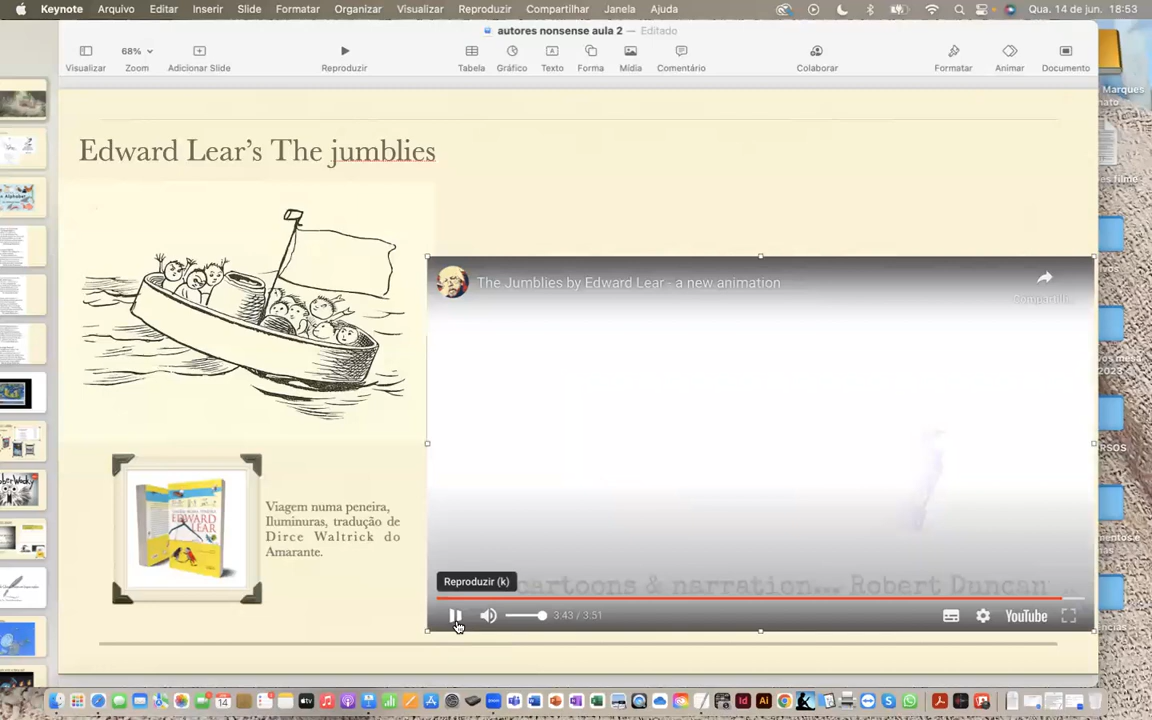 Keynote Arquivo Editar Inserir Slide Formatar Organizar Visualizar Reproduzir Compartilhar Janela Ajuda Qua. 14 de jun. 18:53
autores nonsense aula 2 — Editado
68%
Visualizar Zoom Adicionar Slide Reproduzir Tabela Gráfico Texto Forma Mídia Comentário Colaborar Formatar Animar Documento
Marques
Edward Lear's The jumblies
The Jumblies by Edward Lear - a new animation
EDWARD
LEAR
Viagem numa peneira,
Iluminuras, tradução de
Dirce Waltrick do
Amarante.
Reproduzir (k)
cartoons & narration... Robert Duncan
3:43 / 3:51
YouTube